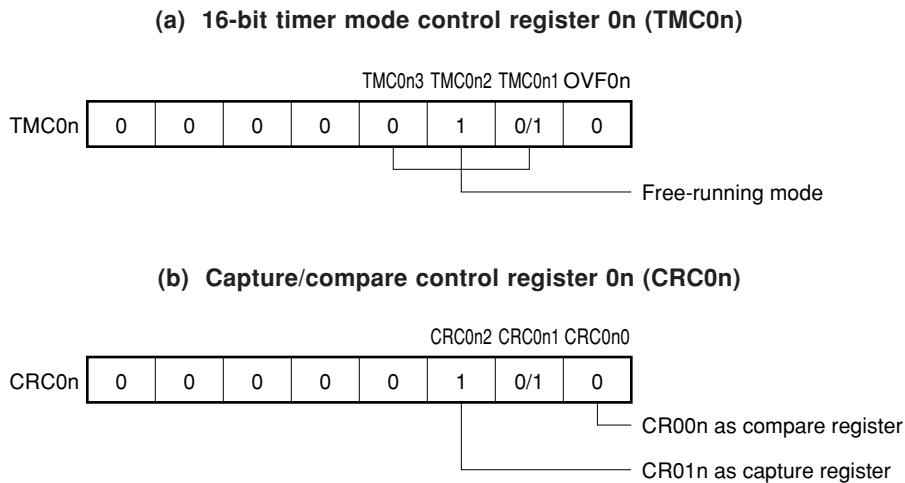 (a) 16-bit timer mode control register 0n (TMC0n)
TMC0n3 TMC0n2 TMC0n1 OVF0n
TMC0n 0 0 0 0 0 1 0/1 0
Free-running mode
(b) Capture/compare control register 0n (CRC0n)
CRC0n2 CRC0n1 CRC0n0
CRC0n 0 0 0 0 0 1 0/1 0
CR00n as compare register
CR01n as capture register